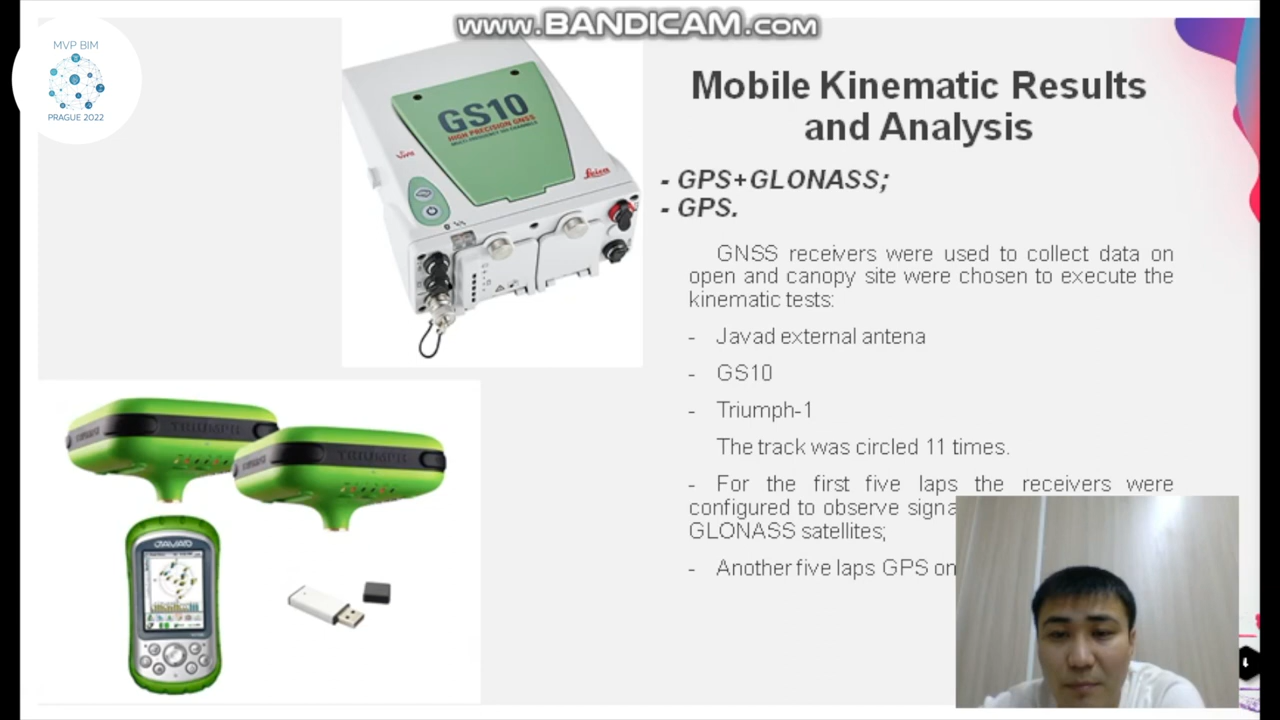 www.BANDICAM.com
MVP BIM
PRAGUE 2022
Mobile Kinematic Results
and Analysis
- GPS+GLONASS;
- GPS.
GNSS receivers were used to collect data on
open and canopy site were chosen to execute the
kinematic tests:
- Javad external antena
- GS10
- Triumph-1
The track was circled 11 times.
- For the first five laps the receivers were
configured to observe signa
GLONASS satellites;
- Another five laps GPS on
GS10
HIGH PRECISION GNSS
viva
Leica
TRIUMPH
TRIUMPH
JAVAD